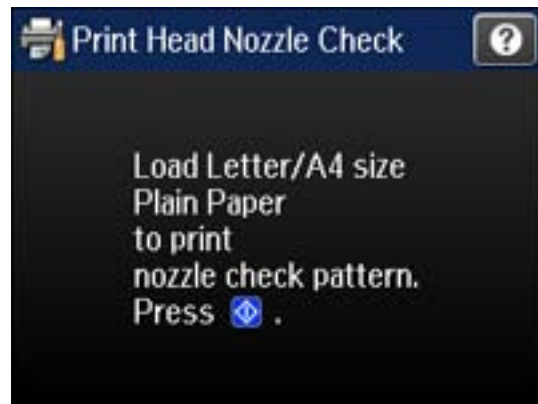 Print Head Nozzle Check
?
Load Letter/A4 size
Plain Paper
to print
nozzle check pattern.
Press .